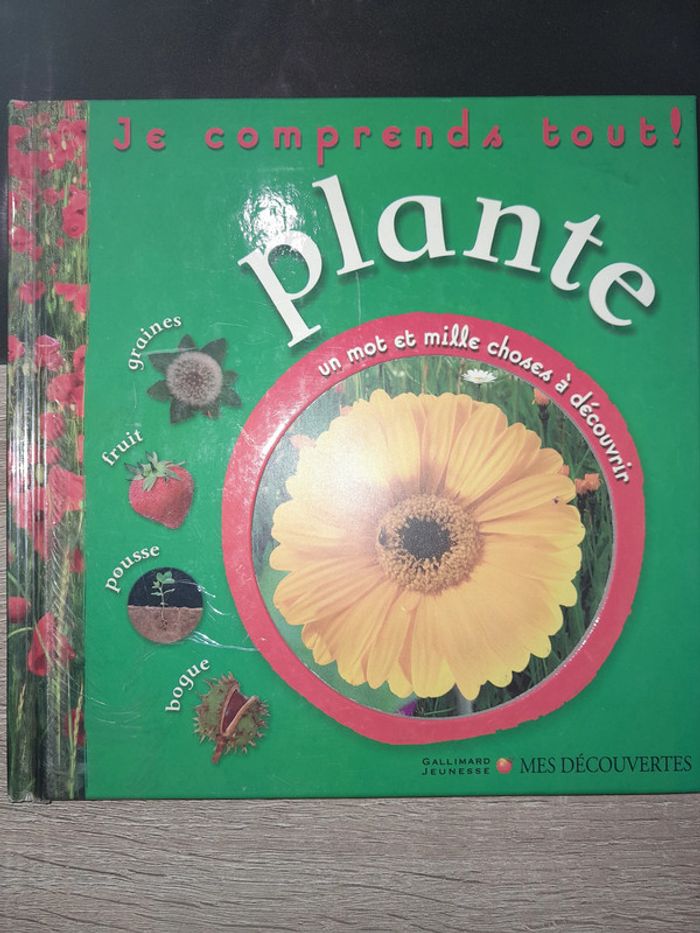 Je comprends tout!
plante
un mot et mille choses à découvrir
graines
fruit
pousse
bogue
GALLIMARD
JEUNESSE
MES DÉCOUVERTES